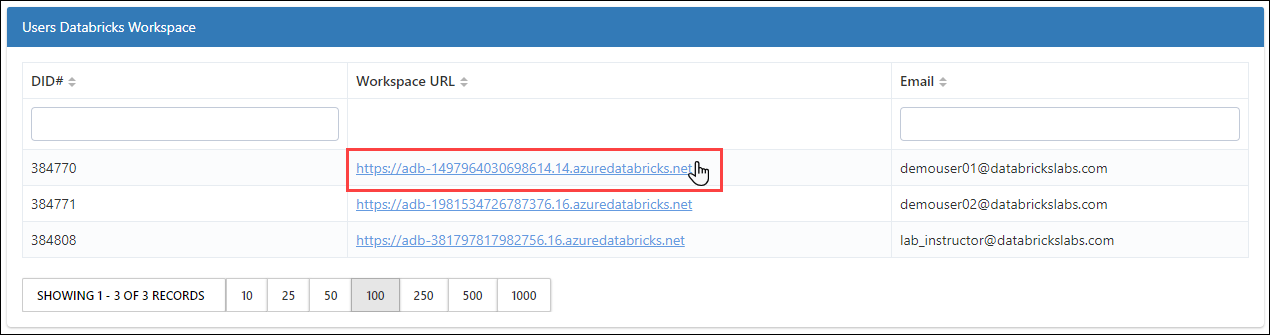 Users Databricks Workspace
DID# Workspace URL Email
384770 https://adb-1497964030698614.14.azuredatabricks.net demouser01@databrickslabs.com
384771 https://adb-1981534726787376.16.azuredatabricks.net demouser02@databrickslabs.com
384808 https://adb-381797817982756.16.azuredatabricks.net lab_instructor@databrickslabs.com
SHOWING 1 - 3 OF 3 RECORDS 10 25 50 100 250 500 1000